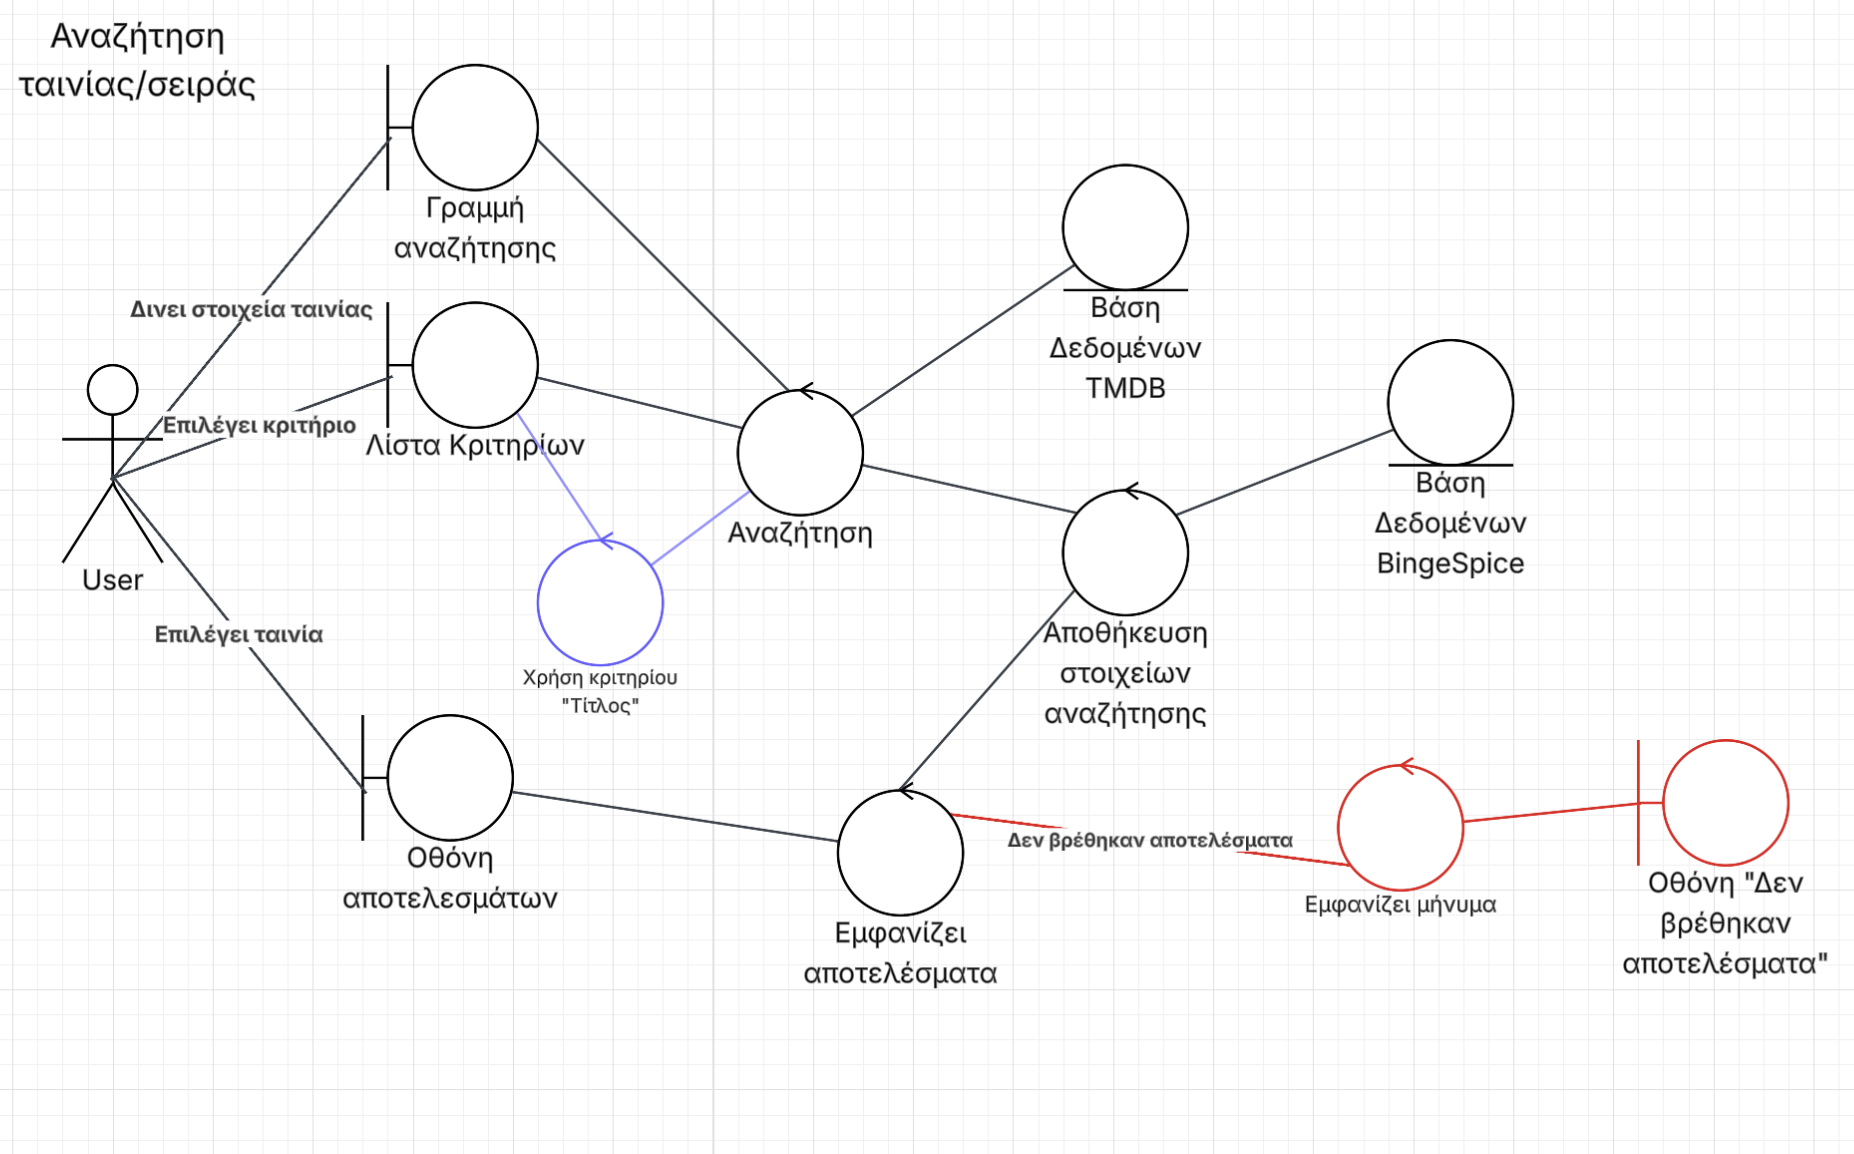 Αναζήτηση
ταινίας/σειράς
Γραμμή
αναζήτησης
Δινει στοιχεία ταινίας
Επιλέγει κριτήριο
Λίστα Κριτηρίων
User
Επιλέγει ταινία
Χρήση κριτηρίου
"Τίτλος"
Αναζήτηση
Βάση
Δεδομένων
TMDB
Βάση
Δεδομένων
BingeSpice
Αποθήκευση
στοιχείων
αναζήτησης
Οθόνη
αποτελεσμάτων
Εμφανίζει
αποτελέσματα
Δεν βρέθηκαν αποτελέσματα
Εμφανίζει μήνυμα
Οθόνη "Δεν
βρέθηκαν
αποτελέσματα"